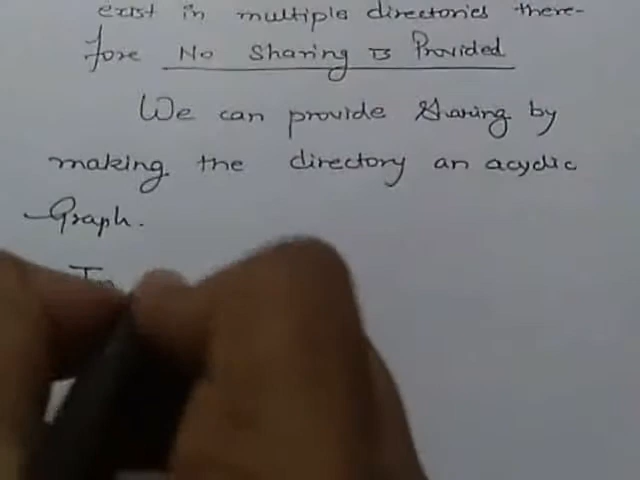 exist in multiple directories there-
fore No Sharing is Provided
We can provide Sharing by
making the directory an acyclic
Graph.
In